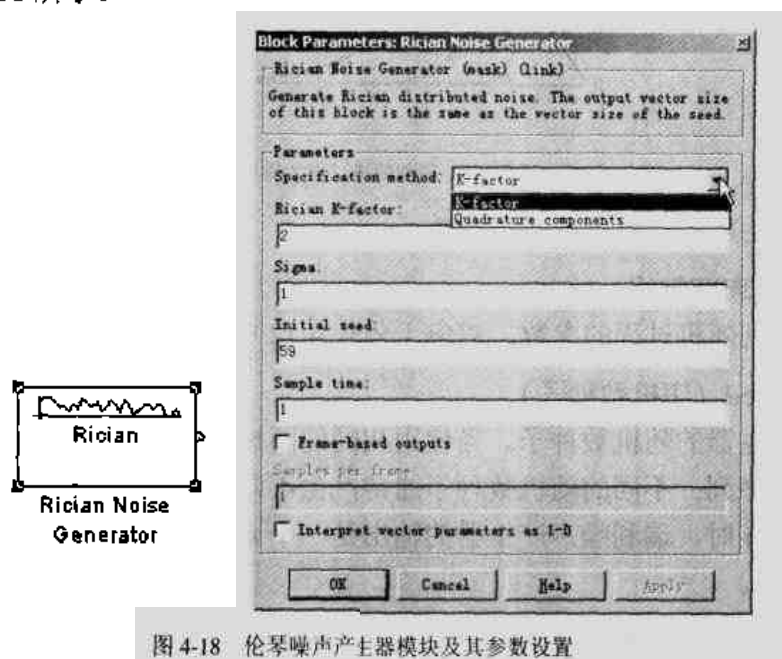 Block Parameters: Rician Noise Generator
Rician Noise Generator (mask) (link)
Generate Rician distributed noise. The output vector size
of this block is the same as the vector size of the seed.
Parameters
Specification method:
K-factor
K-factor
Quadrature components
Rician K-factor:
2
Sigma:
1
Initial seed:
59
Sample time:
1
Frame-based outputs
Samples per frame:
Interpret vector parameters as 1-D
OK
Cancel
Help
Apply
Rician
Rician Noise
Generator
图 4-18 伦琴噪声产生器模块及其参数设置